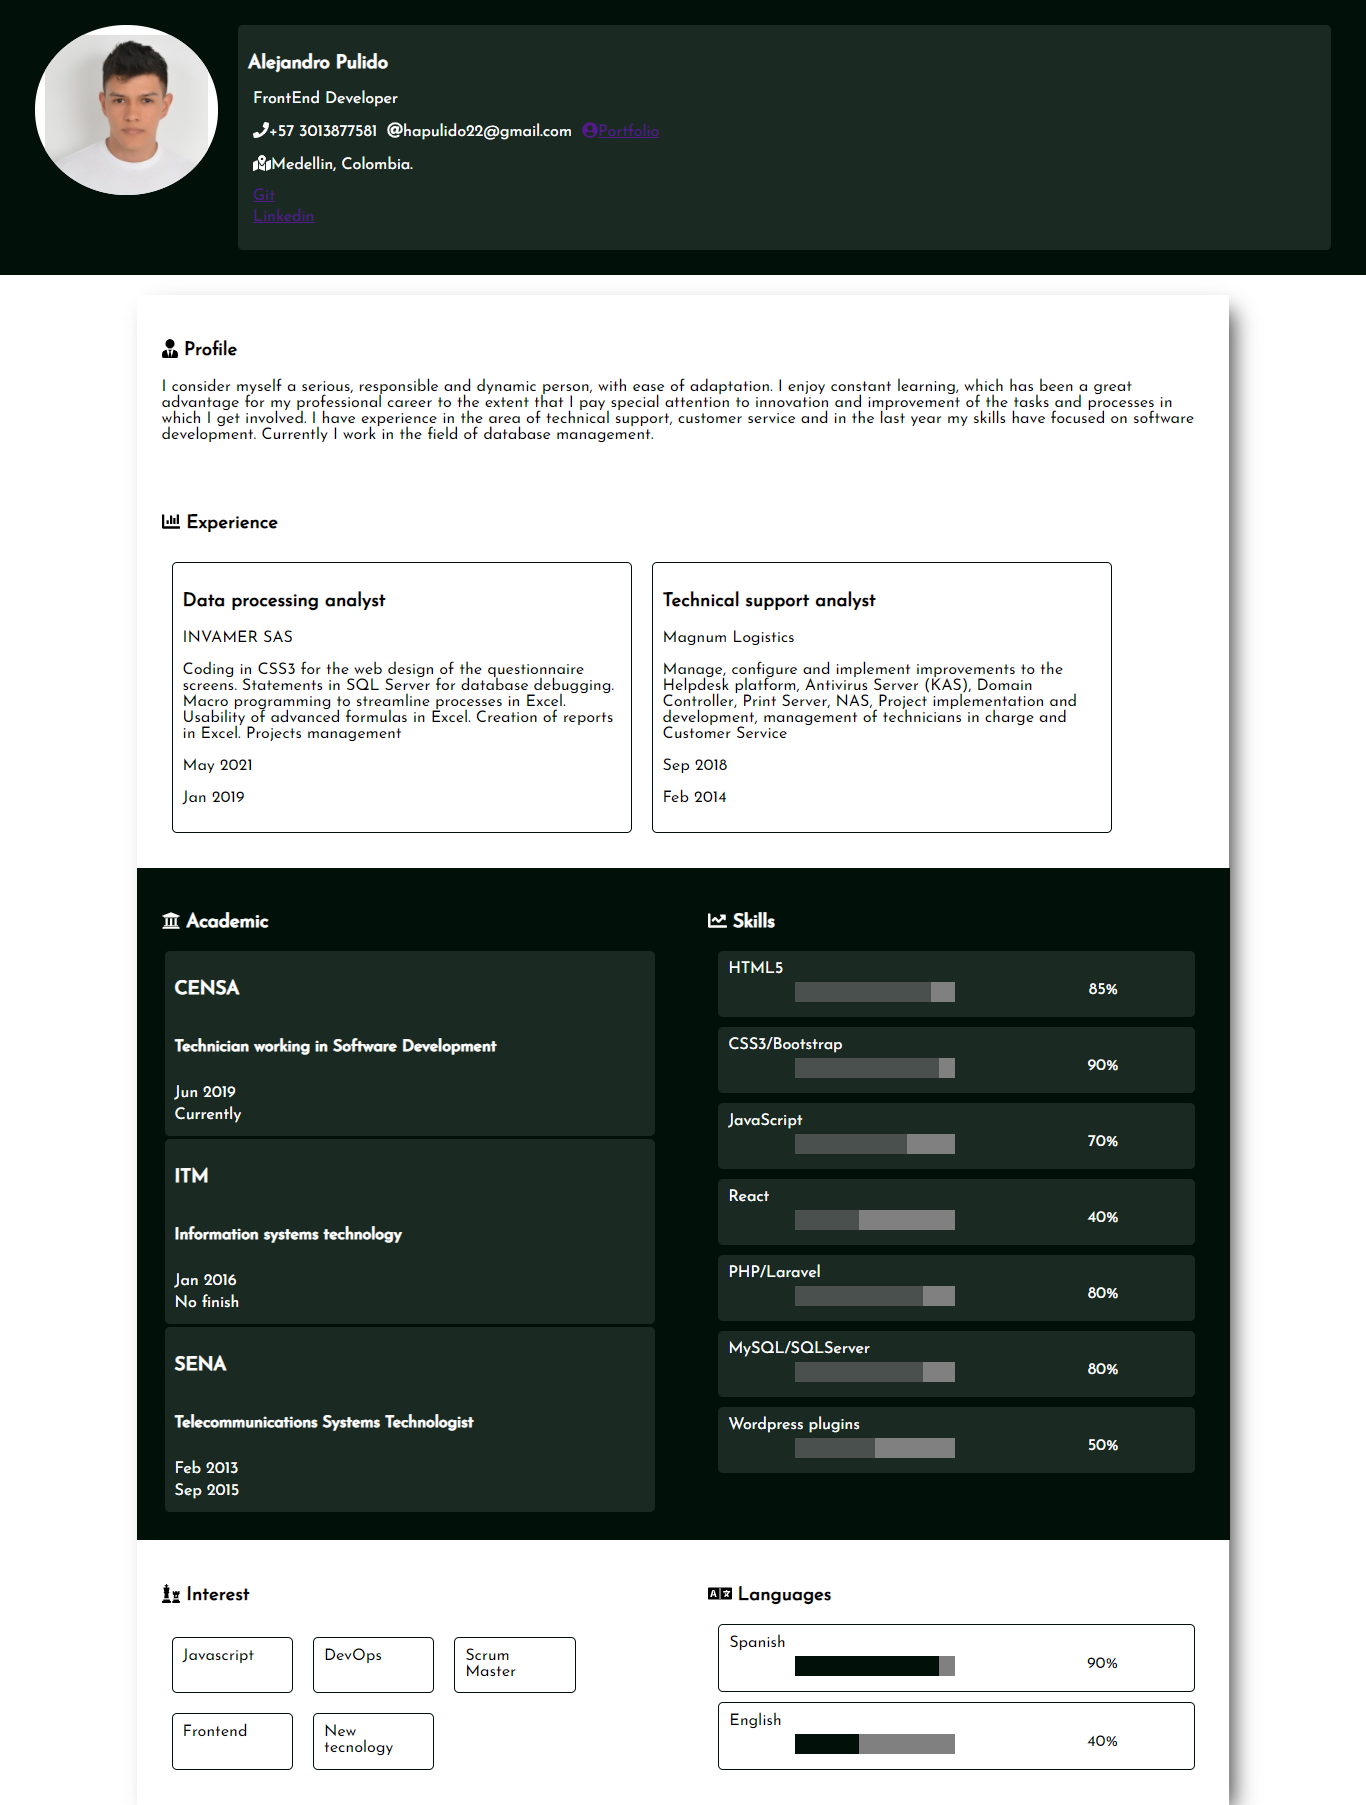 Alejandro Pulido
FrontEnd Developer
+57 3013877581 @hapulido22@gmail.com Portfolio
Medellin, Colombia.
Git
Linkedin
Profile
I consider myself a serious, responsible and dynamic person, with ease of adaptation. I enjoy constant learning, which has been a great
advantage for my professional career to the extent that I pay special attention to innovation and improvement of the tasks and processes in
which I get involved. I have experience in the area of technical support, customer service and in the last year my skills have focused on software
development. Currently I work in the field of database management.
Experience
Data processing analyst
INVAMER SAS
Coding in CSS3 for the web design of the questionnaire
screens. Statements in SQL Server for database debugging.
Macro programming to streamline processes in Excel.
Usability of advanced formulas in Excel. Creation of reports
in Excel. Projects management
May 2021
Jan 2019
Technical support analyst
Magnum Logistics
Manage, configure and implement improvements to the
Helpdesk platform, Antivirus Server (KAS), Domain
Controller, Print Server, NAS, Project implementation and
development, management of technicians in charge and
Customer Service
Sep 2018
Feb 2014
Academic
CENSA
Technician working in Software Development
Jun 2019
Currently
ITM
Information systems technology
Jan 2016
No finish
SENA
Telecommunications Systems Technologist
Feb 2013
Sep 2015
Skills
HTML5
85%
CSS3/Bootstrap
90%
JavaScript
70%
React
40%
PHP/Laravel
80%
MySQL/SQLServer
80%
Wordpress plugins
50%
Interest
Javascript
DevOps
Scrum
Master
Frontend
New
tecnology
Languages
Spanish
90%
English
40%